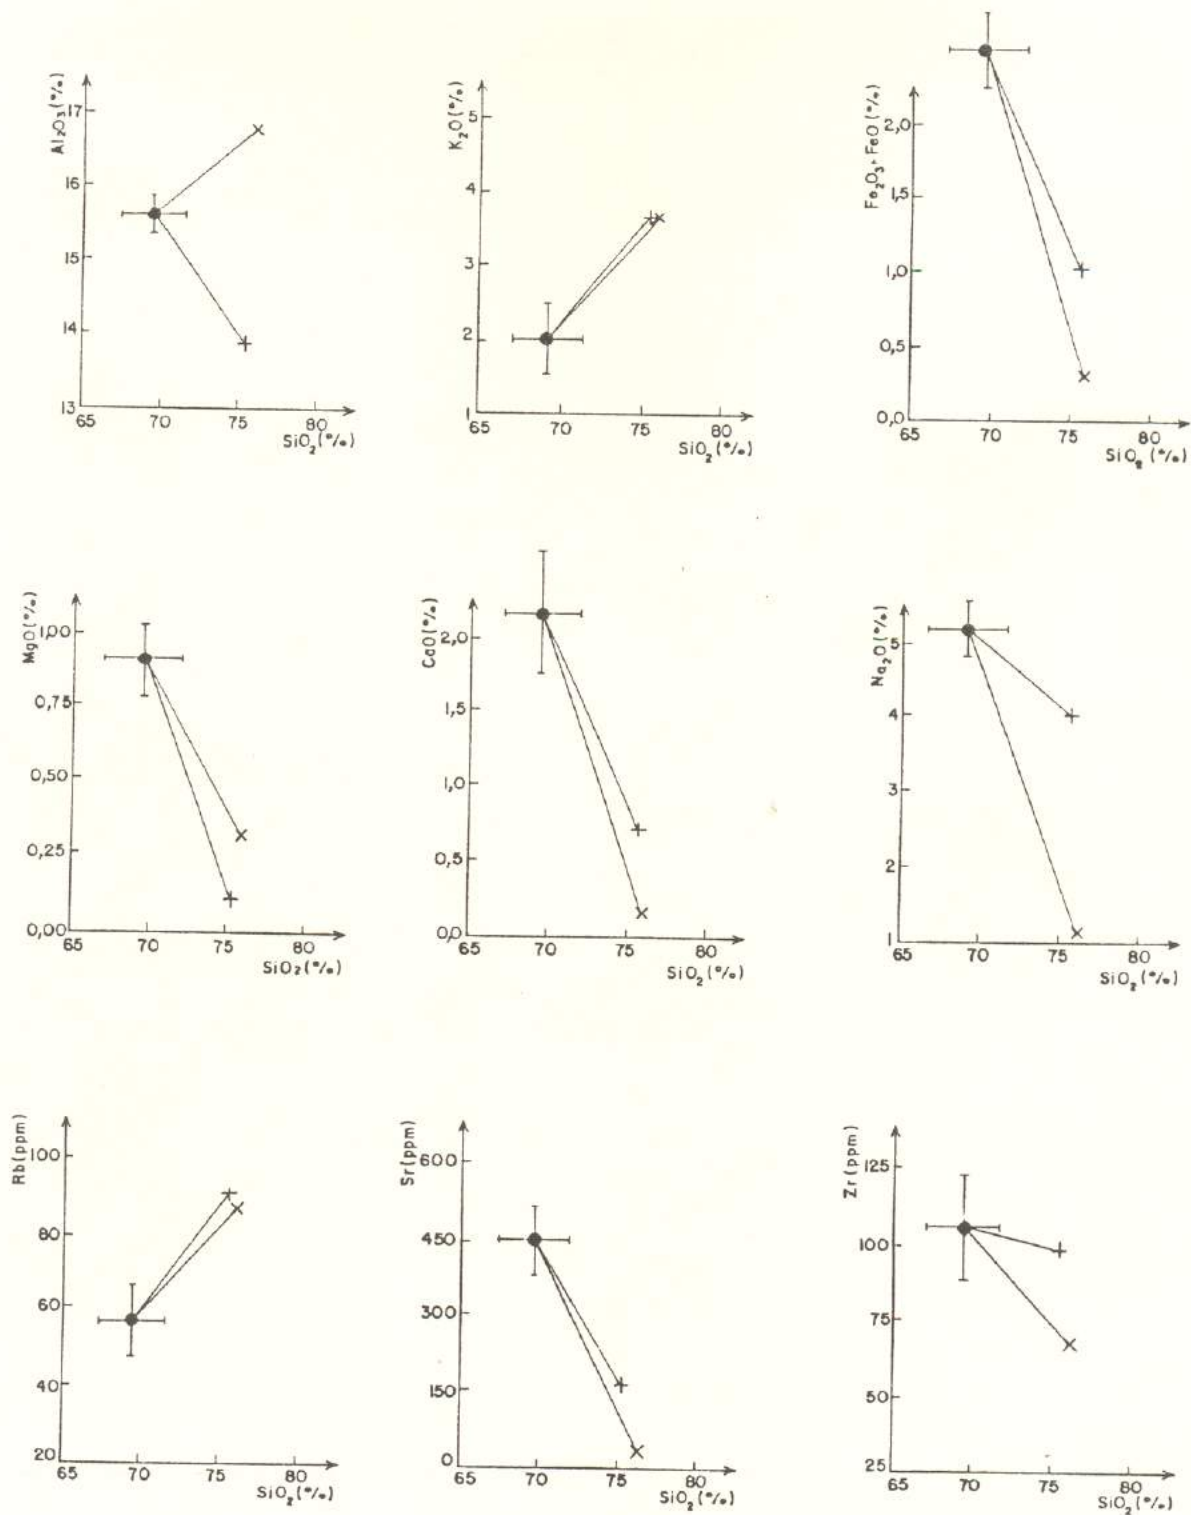 Al₂O₃(%)
17
16
15
14
13
65 70 75 80
SiO₂(%)
K₂O(%)
5
4
3
2
1
65 70 75 80
SiO₂(%)
Fe₂O₃+FeO(%)
2,0
1,5
1,0
0,5
0,0
65 70 75 80
SiO₂(%)
MgO(%)
1,00
0,75
0,50
0,25
0,00
65 70 75 80
SiO₂(%)
CaO(%)
2,0
1,5
1,0
0,5
0,0
65 70 75 80
SiO₂(%)
Na₂O(%)
5
4
3
2
1
65 70 75 80
SiO₂(%)
Rb(ppm)
100
80
60
40
20
65 70 75 80
SiO₂(%)
Sr(ppm)
600
450
300
150
0
65 70 75 80
SiO₂(%)
Zr(ppm)
125
100
75
50
25
65 70 75 80
SiO₂(%)